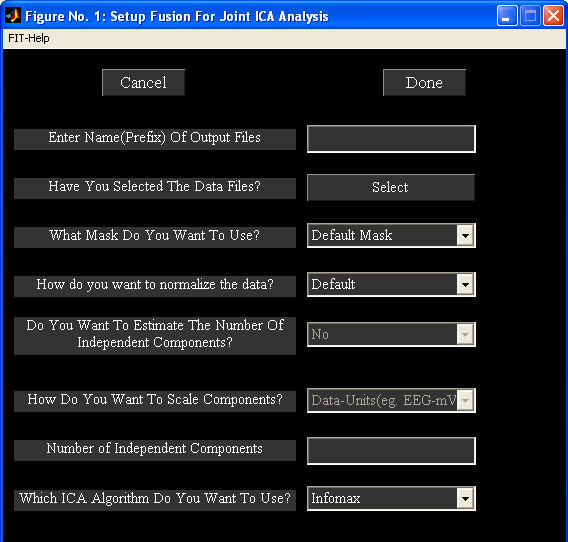 Figure No. 1: Setup Fusion For Joint ICA Analysis
FIT-Help
Cancel
Done
Enter Name(Prefix) Of Output Files
Have You Selected The Data Files?
Select
What Mask Do You Want To Use?
Default Mask
How do you want to normalize the data?
Default
Do You Want To Estimate The Number Of
Independent Components?
No
How Do You Want To Scale Components?
Data-Units(eg. EEG-mV
Number of Independent Components
Which ICA Algorithm Do You Want To Use?
Infomax